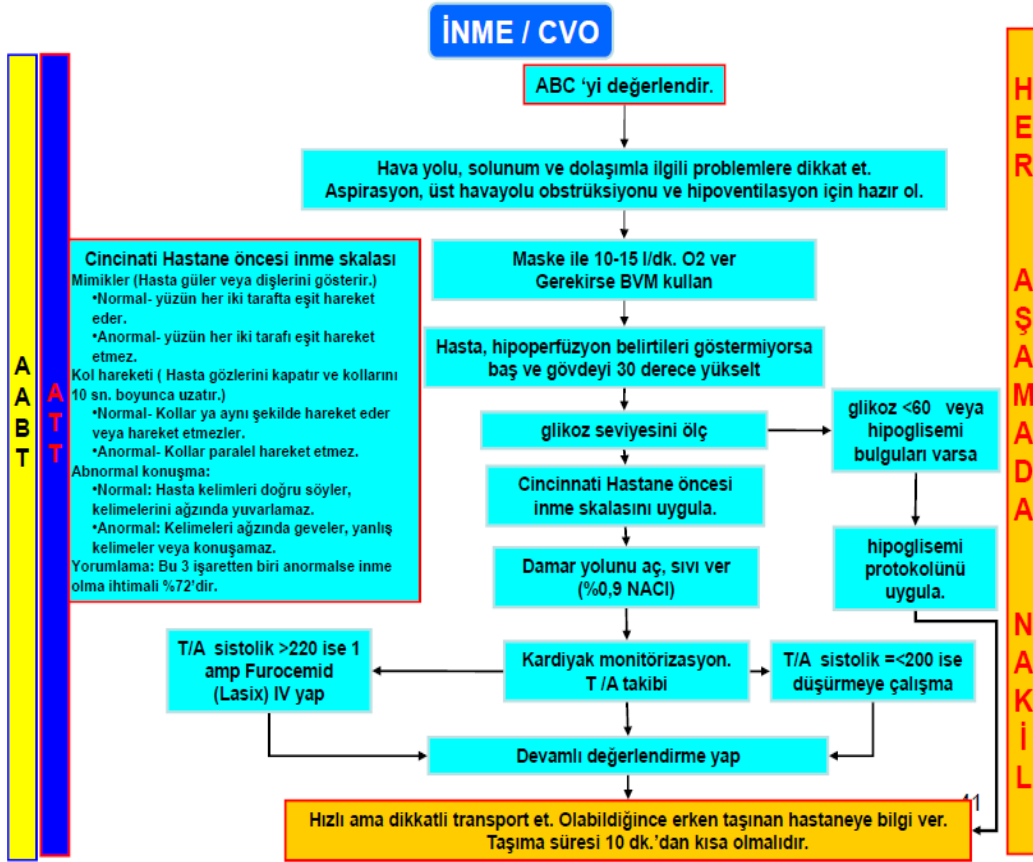 İNME / CVO
ABC ‘yi değerlendir.
Hava yolu, solunum ve dolaşımla ilgili problemlere dikkat et.
Aspirasyon, üst havayolu obstrüksiyonu ve hipoventilasyon için hazır ol.
Maske ile 10-15 l/dk. O2 ver
Gerekirse BVM kullan
Hasta, hipoperfüzyon belirtileri göstermiyorsa
baş ve gövdeyi 30 derece yükselt
glikoz seviyesini ölç
glikoz <60 veya
hipoglisemi
bulguları varsa
hipoglisemi
protokolünü
uygula.
Cincinnati Hastane öncesi
inme skalasını uygula.
Damar yolunu aç, sıvı ver
(%0,9 NACI)
T/A sistolik >220 ise 1
amp Furocemid
(Lasix) IV yap
Kardiyak monitörizasyon.
T /A takibi
T/A sistolik =<200 ise
düşürmeye çalışma
Devamlı değerlendirme yap
41
Hızlı ama dikkatli transport et. Olabildiğince erken taşınan hastaneye bilgi ver.
Taşıma süresi 10 dk.’dan kısa olmalıdır.
Cincinati Hastane öncesi inme skalası
Mimikler (Hasta güler veya dişlerini gösterir.)
•Normal- yüzün her iki tarafta eşit hareket
eder.
•Anormal- yüzün her iki tarafı eşit hareket
etmez.
Kol hareketi ( Hasta gözlerini kapatır ve kollarını
10 sn. boyunca uzatır.)
•Normal- Kollar ya aynı şekilde hareket eder
veya hareket etmezler.
•Anormal- Kollar paralel hareket etmez.
Abnormal konuşma:
•Normal: Hasta kelimleri doğru söyler,
kelimelerini ağzında yuvarlamaz.
•Anormal: Kelimeleri ağzında geveler, yanlış
kelimeler veya konuşamaz.
Yorumlama: Bu 3 işaretten biri anormalse inme
olma ihtimali %72’dir.
AABT
ATT
HER AŞAMADA NAKİL